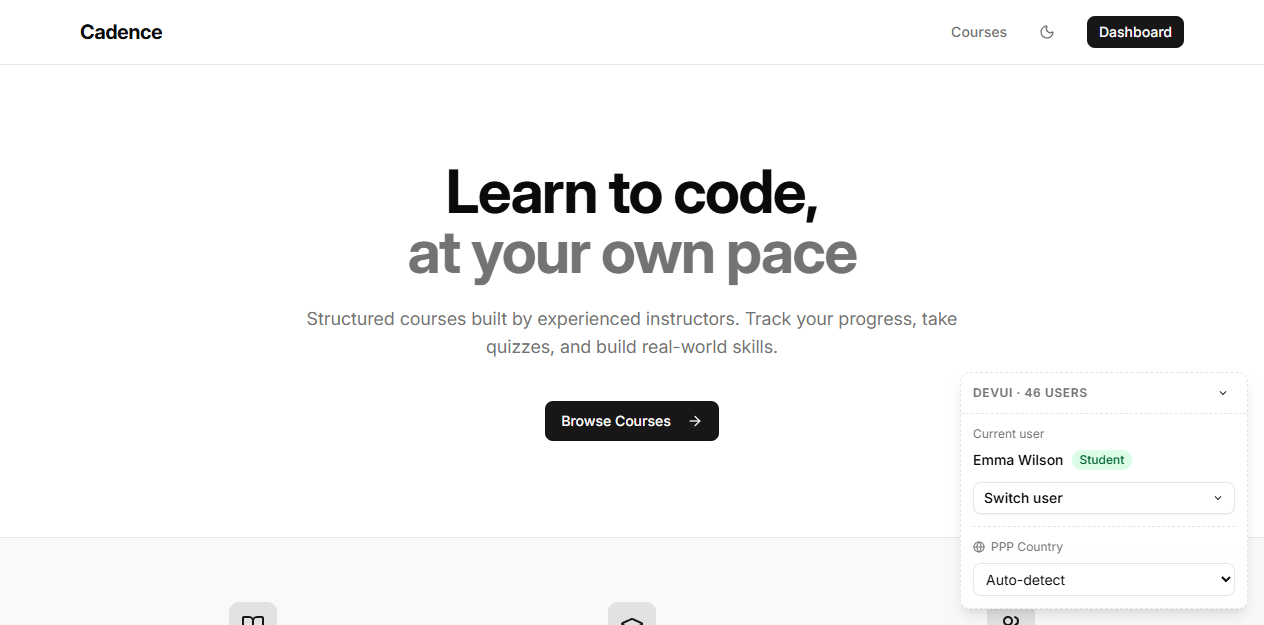 Cadence
Courses
Dashboard
Learn to code,
at your own pace
Structured courses built by experienced instructors. Track your progress, take
quizzes, and build real-world skills.
Browse Courses
DEVUI · 46 USERS
Current user
Emma Wilson Student
Switch user
PPP Country
Auto-detect